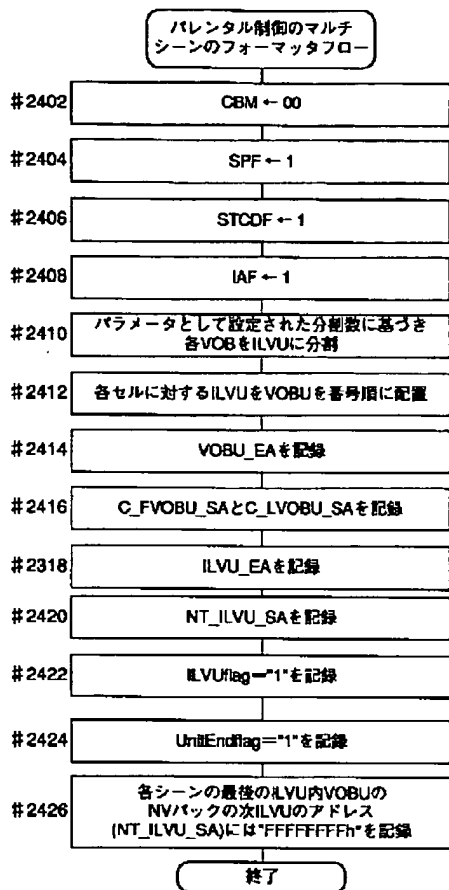 パレンタル制御のマルチ
シーンのフォーマッタフロー
#2402
CBM ← 00
#2404
SPF ← 1
#2406
STCDF ← 1
#2408
IAF ← 1
#2410
パラメータとして設定された分割数に基づき
各VOBをILVUに分割
#2412
各セルに対するILVUをVOBUを番号順に配置
#2414
VOBU_EAを記録
#2416
C_FVOBU_SAとC_LVOBU_SAを記録
#2318
ILVU_EAを記録
#2420
NT_ILVU_SAを記録
#2422
ILVUflag="1"を記録
#2424
UnitEndflag="1"を記録
#2426
各シーンの最後のILVU内VOBUの
NVパックの次ILVUのアドレス
(NT_ILVU_SA)には"FFFFFFFFh"を記録
終了